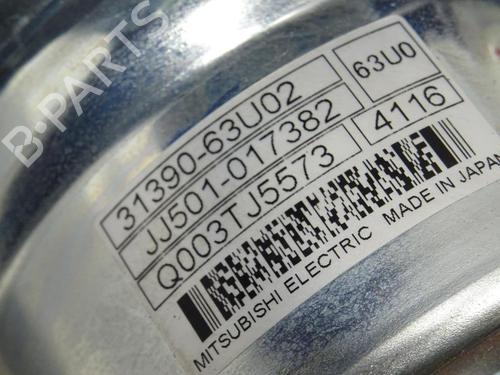 31390-63U02 63U0
JJ501-017382
Q003TJ5573 4116
MITSUBISHI ELECTRIC MADE IN JAPAN
B-PARTS